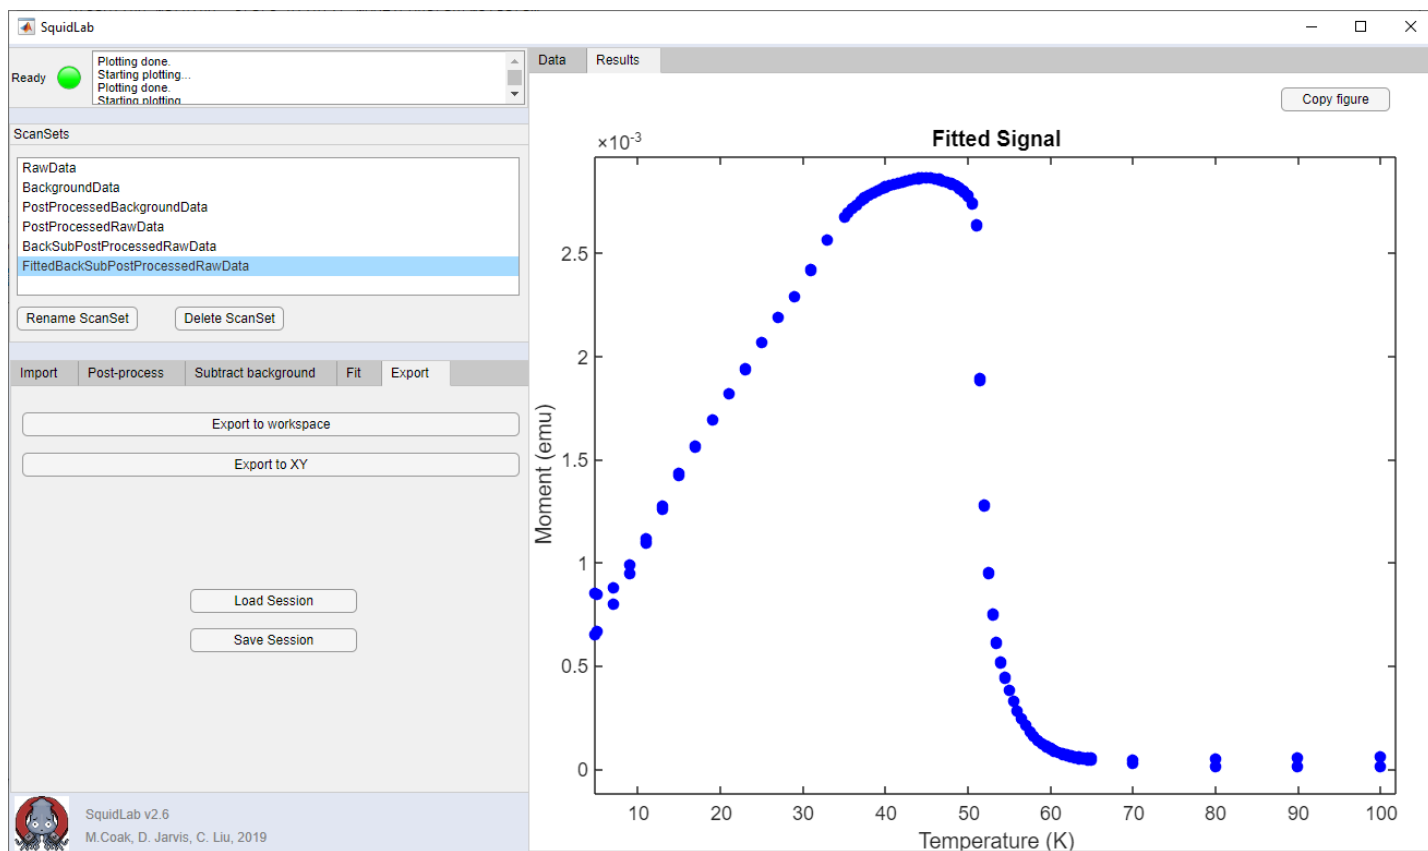 SquidLab
Ready
Plotting done.
Starting plotting...
Plotting done.
Starting plotting
ScanSets
RawData
BackgroundData
PostProcessedBackgroundData
PostProcessedRawData
BackSubPostProcessedRawData
FittedBackSubPostProcessedRawData
Rename ScanSet Delete ScanSet
Import Post-process Subtract background Fit Export
Export to workspace
Export to XY
Load Session
Save Session
SquidLab v2.6
M.Coak, D. Jarvis, C. Liu, 2019
Data Results
Copy figure
×10⁻³ Fitted Signal
2.5
2
1.5
1
0.5
0
Moment (emu)
10 20 30 40 50 60 70 80 90 100
Temperature (K)